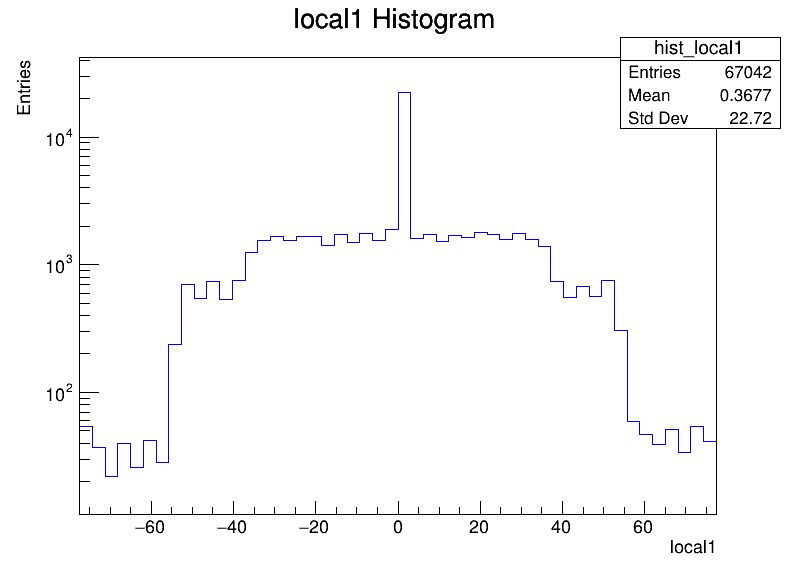 local1 Histogram
hist_local1
Entries 67042
Mean 0.3677
Std Dev 22.72
Entries
10^4
10^3
10^2
−60 −40 −20 0 20 40 60
local1